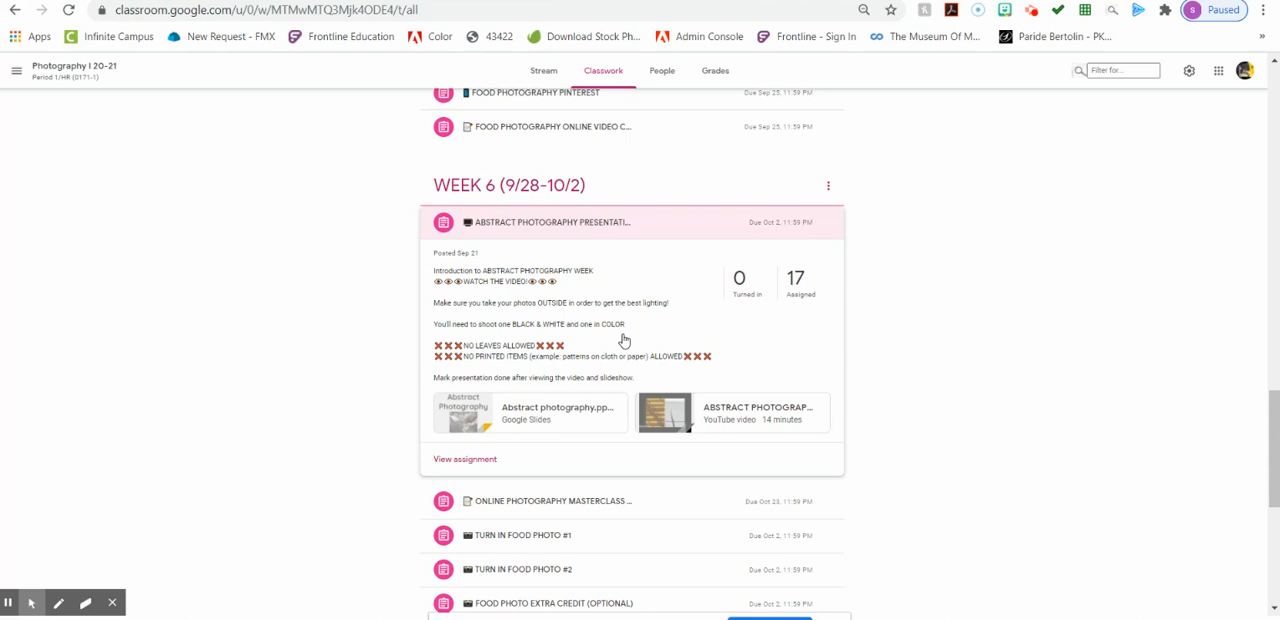 classroom.google.com/u/0/w/MTMwMTQ3Mjk4ODE4/t/all
S Paused
Apps Infinite Campus New Request - FMX Frontline Education Color 43422 Download Stock Ph... Admin Console Frontline - Sign In The Museum Of M... Paride Bertolin - PK... »
Photography I 20-21
Period 1/HR (0171-1)
Stream Classwork People Grades
Filter for...
FOOD PHOTOGRAPHY PINTEREST Due Sep 25, 11:59 PM
FOOD PHOTOGRAPHY ONLINE VIDEO C... Due Sep 25, 11:59 PM
WEEK 6 (9/28-10/2)
ABSTRACT PHOTOGRAPHY PRESENTATI... Due Oct 2, 11:59 PM
Posted Sep 21
Introduction to ABSTRACT PHOTOGRAPHY WEEK
👁👁👁WATCH THE VIDEO!👁👁👁
0 17
Turned in Assigned
Make sure you take your photos OUTSIDE in order to get the best lighting!
You'll need to shoot one BLACK & WHITE and one in COLOR
❌❌❌NO LEAVES ALLOWED❌❌❌
❌❌❌NO PRINTED ITEMS (example: patterns on cloth or paper) ALLOWED❌❌❌
Mark presentation done after viewing the video and slideshow.
Abstract
Photography
Abstract photography.pp...
Google Slides
ABSTRACT PHOTOGRAP...
YouTube video 14 minutes
View assignment
ONLINE PHOTOGRAPHY MASTERCLASS ... Due Oct 23, 11:59 PM
TURN IN FOOD PHOTO #1 Due Oct 2, 11:59 PM
TURN IN FOOD PHOTO #2 Due Oct 2, 11:59 PM
FOOD PHOTO EXTRA CREDIT (OPTIONAL) Due Oct 2, 11:59 PM